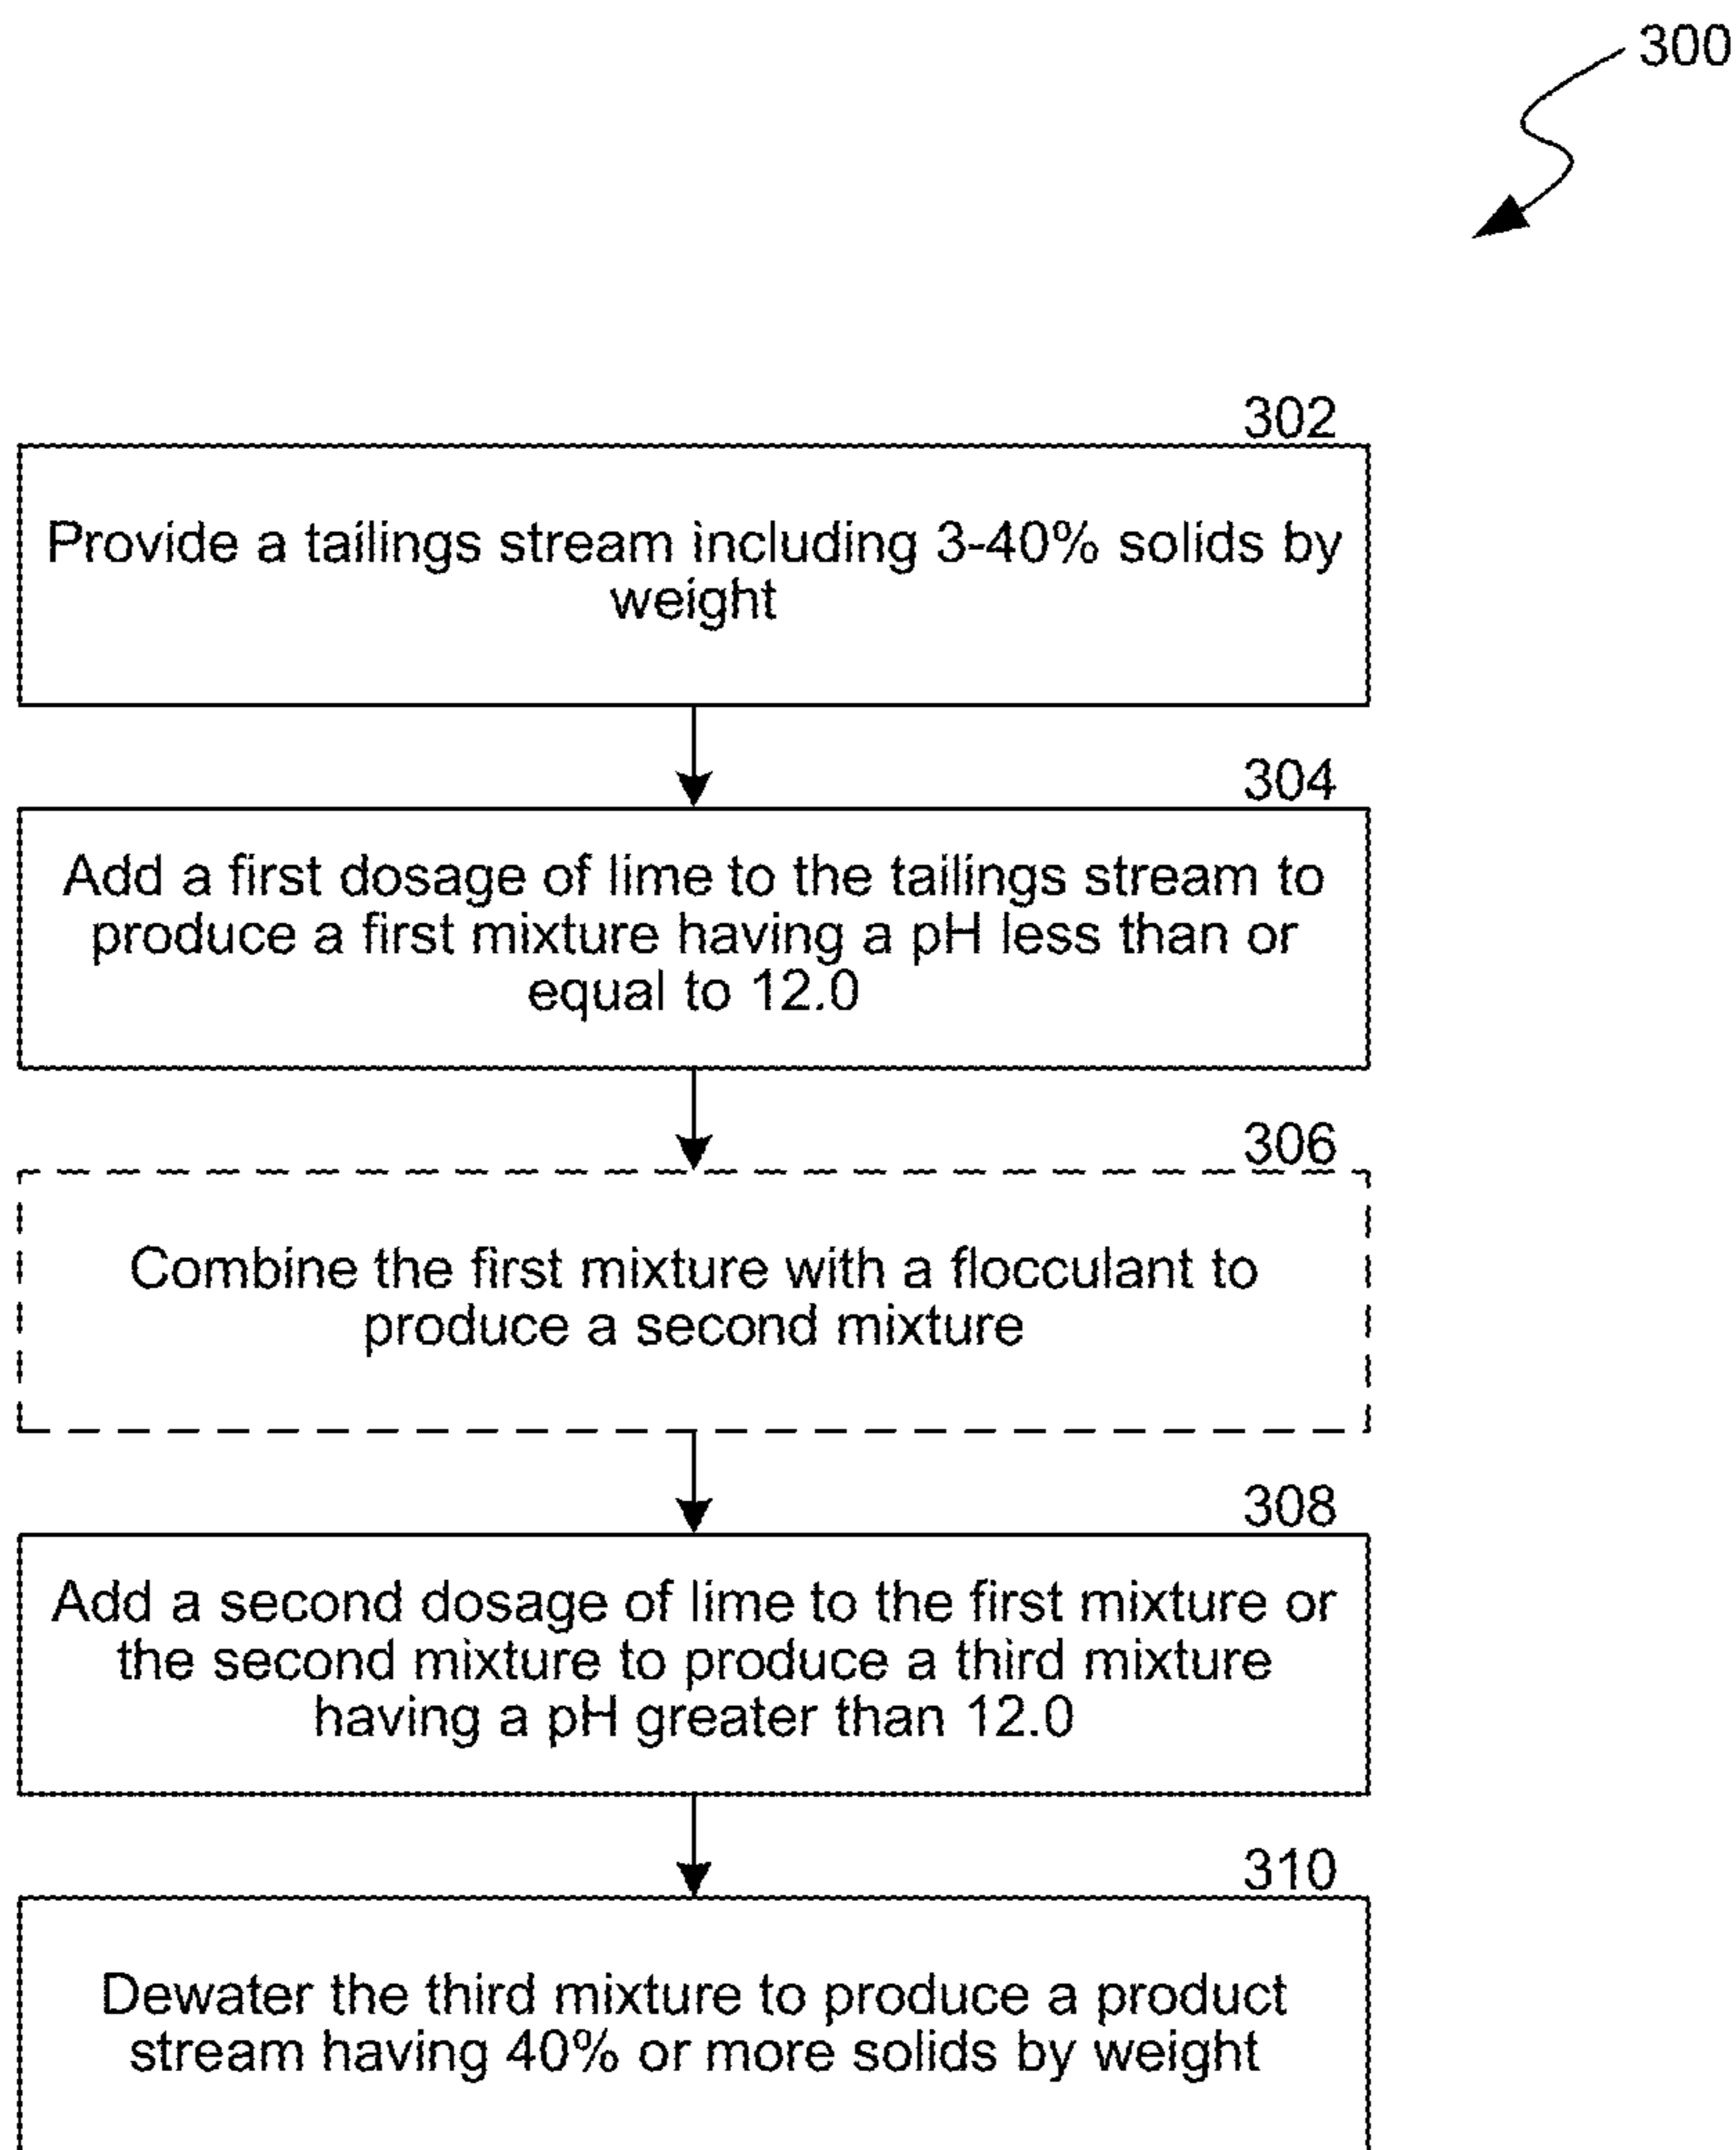 300
302
Provide a tailings stream including 3-40% solids by
weight
304
Add a first dosage of lime to the tailings stream to
produce a first mixture having a pH less than or
equal to 12.0
306
Combine the first mixture with a flocculant to
produce a second mixture
308
Add a second dosage of lime to the first mixture or
the second mixture to produce a third mixture
having a pH greater than 12.0
310
Dewater the third mixture to produce a product
stream having 40% or more solids by weight